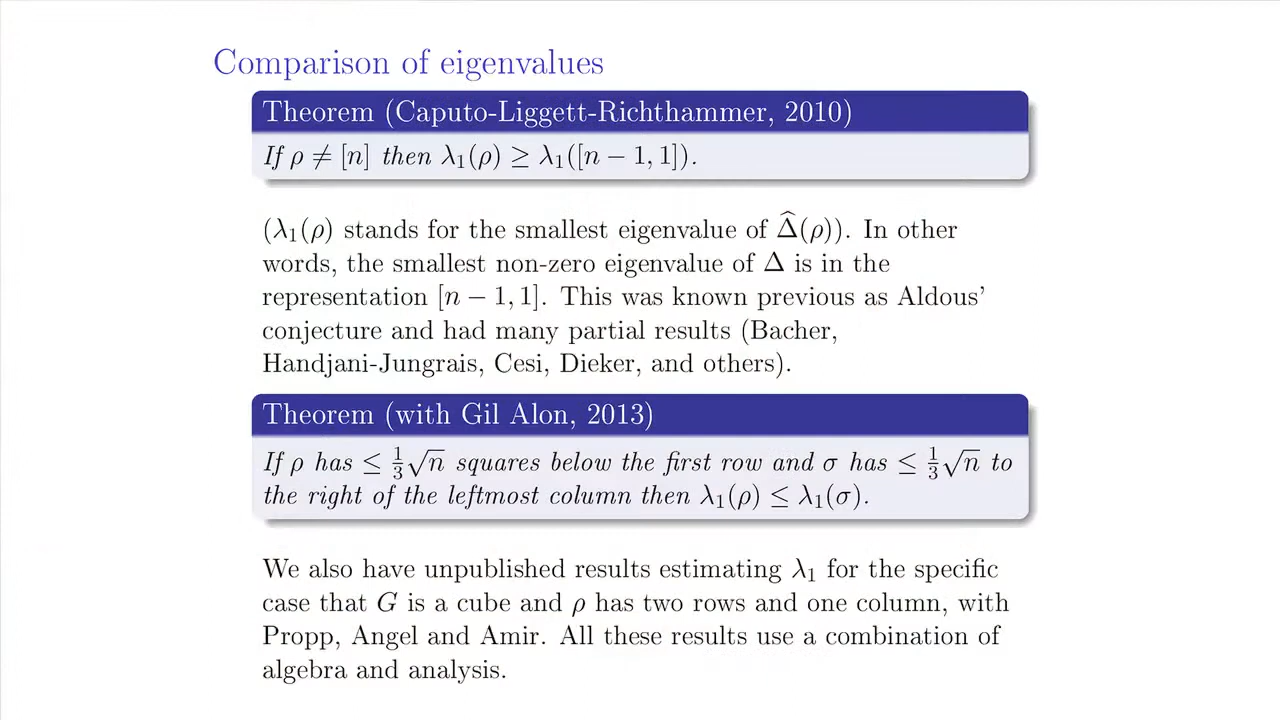 Comparison of eigenvalues
Theorem (Caputo-Liggett-Richthammer, 2010)
If ρ ≠ [n] then λ₁(ρ) ≥ λ₁([n − 1, 1]).
(λ₁(ρ) stands for the smallest eigenvalue of Δ̂(ρ)). In other
words, the smallest non-zero eigenvalue of Δ is in the
representation [n − 1, 1]. This was known previous as Aldous’
conjecture and had many partial results (Bacher,
Handjani-Jungrais, Cesi, Dieker, and others).
Theorem (with Gil Alon, 2013)
If ρ has ≤ ⅓√n squares below the first row and σ has ≤ ⅓√n to
the right of the leftmost column then λ₁(ρ) ≤ λ₁(σ).
We also have unpublished results estimating λ₁ for the specific
case that G is a cube and ρ has two rows and one column, with
Propp, Angel and Amir. All these results use a combination of
algebra and analysis.